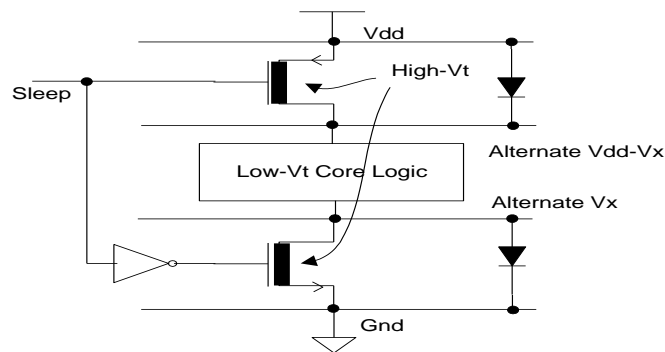 Vdd
High-Vt
Sleep
Alternate Vdd-Vx
Low-Vt Core Logic
Alternate Vx
Gnd